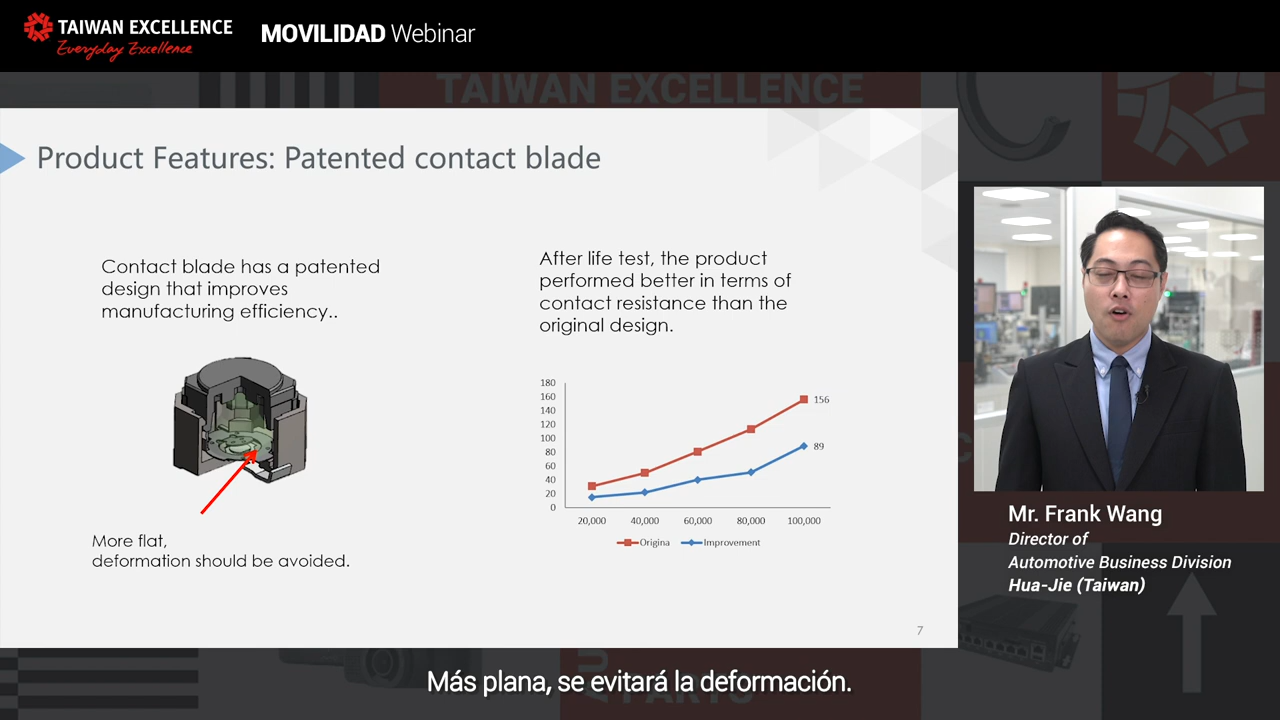 TAIWAN EXCELLENCE
Everyday Excellence
MOVILIDAD Webinar
TAIWAN EXCELLENCE
Product Features: Patented contact blade
Contact blade has a patented
design that improves
manufacturing efficiency..
More flat,
deformation should be avoided.
After life test, the product
performed better in terms of
contact resistance than the
original design.
180
160
140
120
100
80
60
40
20
0
156
89
20,000
40,000
60,000
80,000
100,000
Origina
Improvement
7
Mr. Frank Wang
Director of
Automotive Business Division
Hua-Jie (Taiwan)
Más plana, se evitará la deformación.